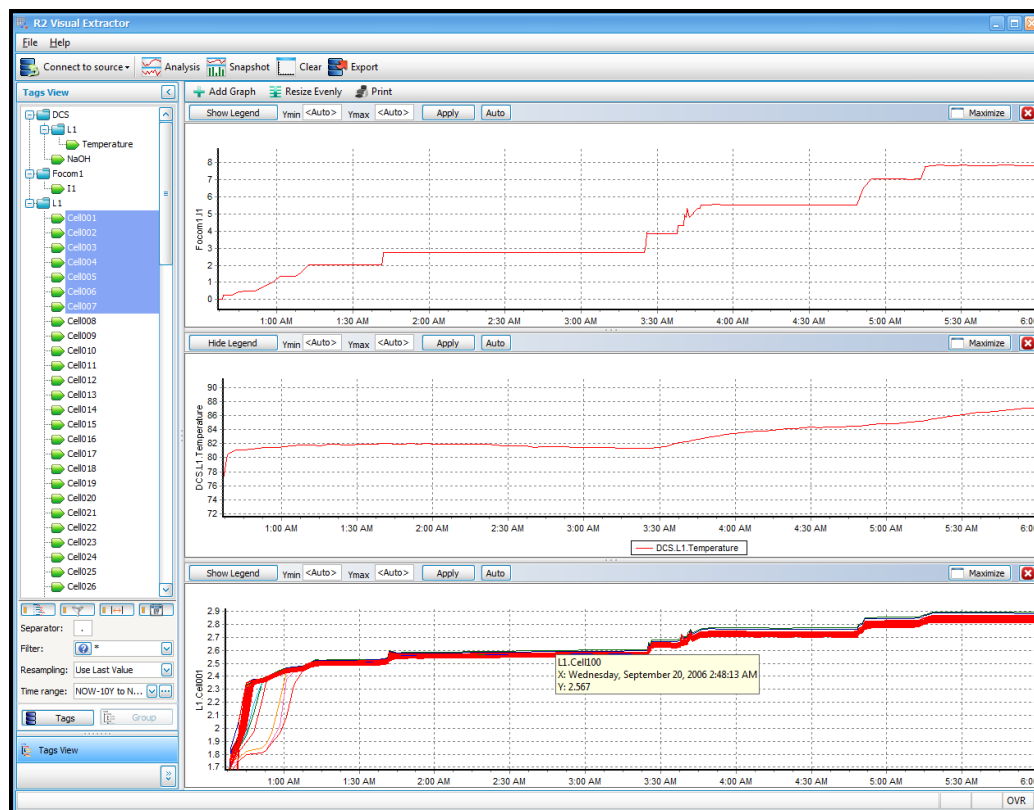 R2 Visual Extractor
File Help
Connect to source Analysis Snapshot Clear Export
Tags View
Add Graph Resize Evenly Print
DCS
L1
Temperature
NaOH
Focom1
I1
L1
Cell001
Cell002
Cell003
Cell004
Cell005
Cell006
Cell007
Cell008
Cell009
Cell010
Cell011
Cell012
Cell013
Cell014
Cell015
Cell016
Cell017
Cell018
Cell019
Cell020
Cell021
Cell022
Cell023
Cell024
Cell025
Cell026
Separator: .
Filter: *
Resampling: Use Last Value
Time range: NOW-10Y to N...
Tags Group
Tags View
Show Legend Ymin <Auto> Ymax <Auto> Apply Auto Maximize
Focom1.I1
8
7
6
5
4
3
2
1
0
1:00 AM 1:30 AM 2:00 AM 2:30 AM 3:00 AM 3:30 AM 4:00 AM 4:30 AM 5:00 AM 5:30 AM 6:0
Hide Legend Ymin <Auto> Ymax <Auto> Apply Auto Maximize
DCS.L1.Temperature
90
88
86
84
82
80
78
76
74
72
1:00 AM 1:30 AM 2:00 AM 2:30 AM 3:00 AM 3:30 AM 4:00 AM 4:30 AM 5:00 AM 5:30 AM 6:0
DCS.L1.Temperature
Show Legend Ymin <Auto> Ymax <Auto> Apply Auto Maximize
L1.Cell001
2.9
2.8
2.7
2.6
2.5
2.4
2.3
2.2
2.1
2
1.9
1.8
1.7
L1.Cell100
X: Wednesday, September 20, 2006 2:48:13 AM
Y: 2.567
1:00 AM 1:30 AM 2:00 AM 2:30 AM 3:00 AM 3:30 AM 4:00 AM 4:30 AM 5:00 AM 5:30 AM 6:0
OVR